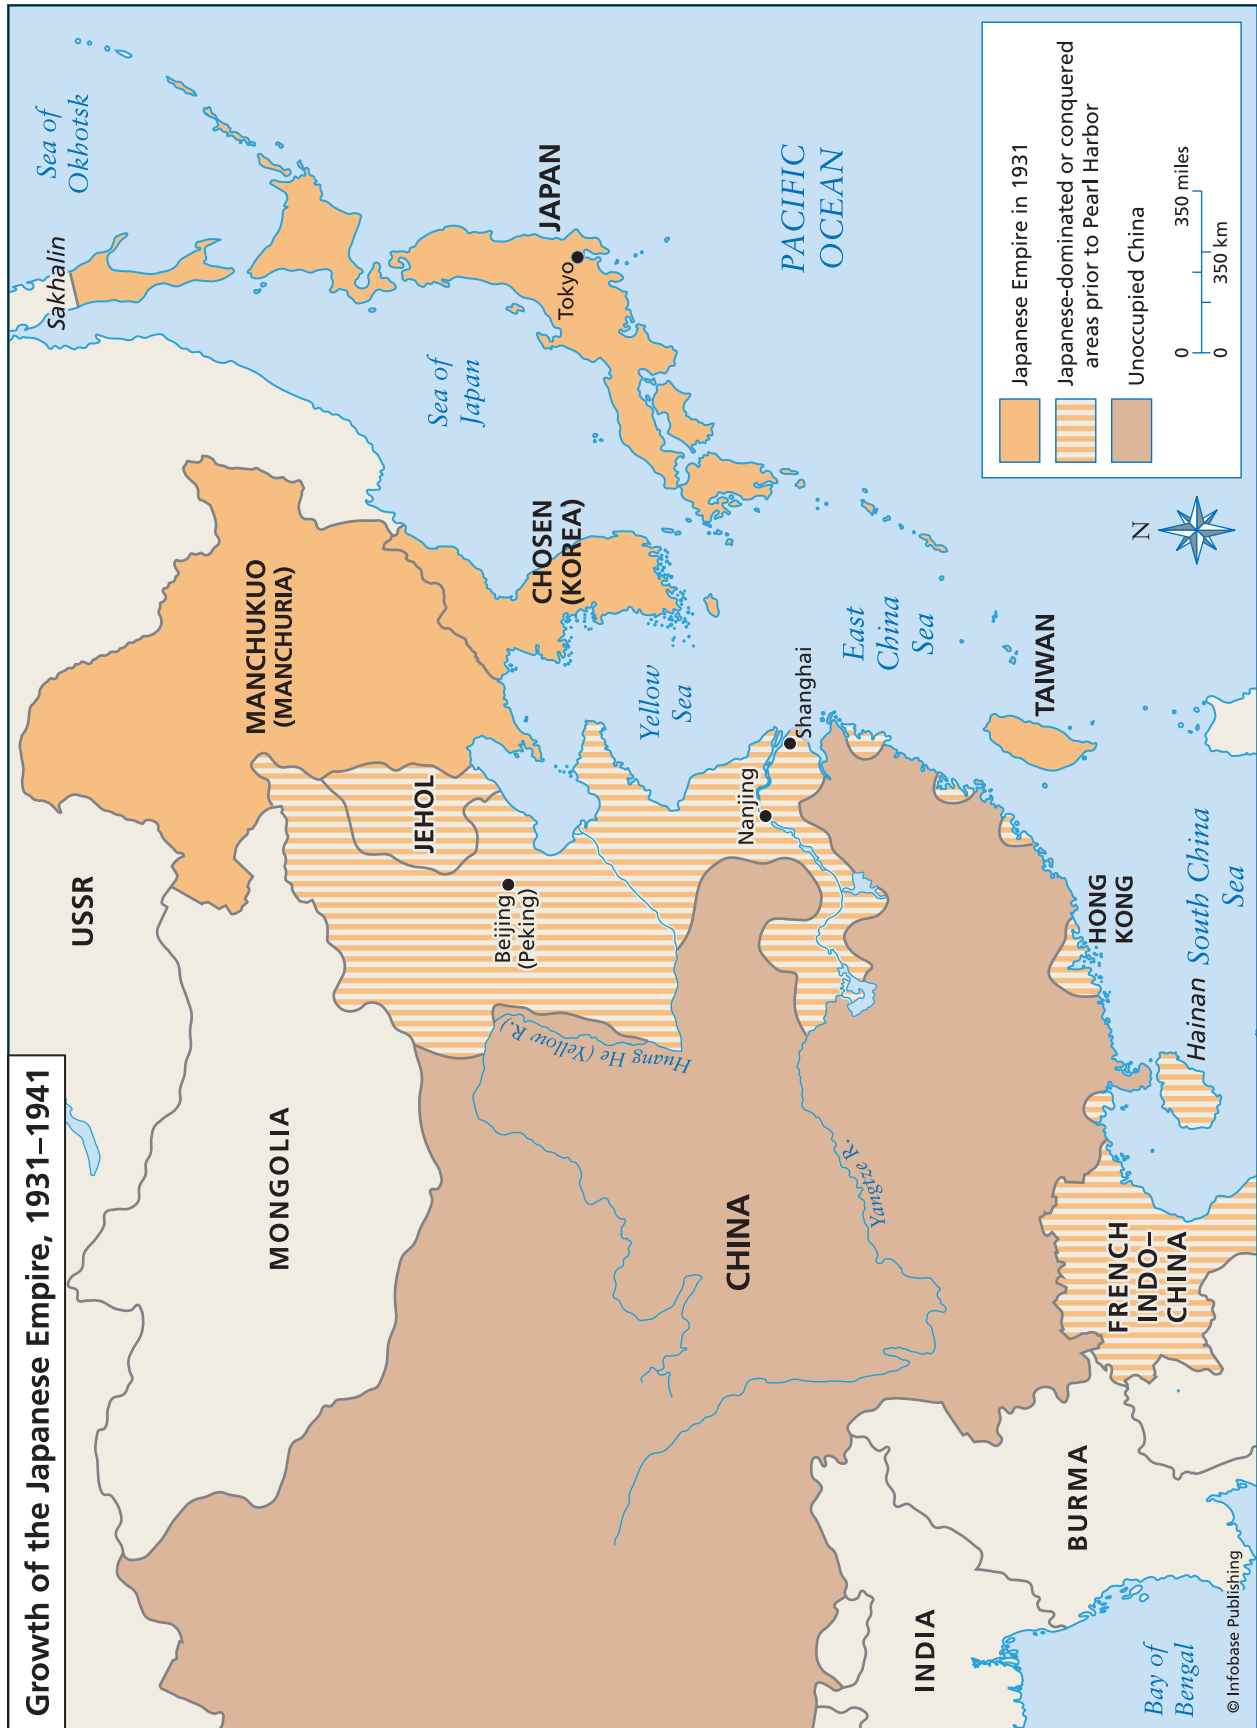 Growth of the Japanese Empire, 1931–1941
USSR
Sea of
Okhotsk
Sakhalin
MONGOLIA
MANCHUKUO
(MANCHURIA)
JEHOL
Sea of
Japan
JAPAN
Tokyo
Beijing
(Peking)
CHOSEN
(KOREA)
Huang He (Yellow R.)
Yellow
Sea
CHINA
Nanjing
Shanghai
PACIFIC
OCEAN
Yangtze R.
East
China
Sea
INDIA
TAIWAN
BURMA
FRENCH
INDO–
CHINA
HONG
KONG
Hainan
South China
Sea
Bay of
Bengal
N
Japanese Empire in 1931
Japanese-dominated or conquered
areas prior to Pearl Harbor
Unoccupied China
0 350 miles
0 350 km
© Infobase Publishing